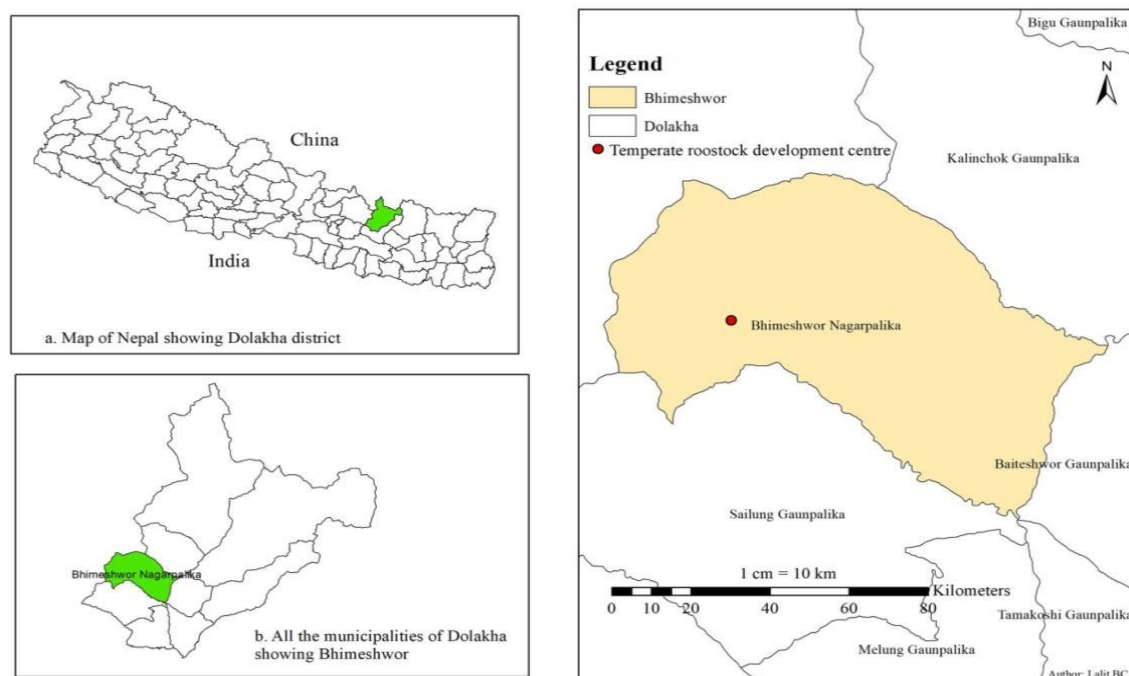 China
India
a. Map of Nepal showing Dolakha district
Bhimeshwor Nagarpalika
b. All the municipalities of Dolakha
showing Bhimeshwor
Bigu Gaunpalika
Legend
N
Bhimeshwor
Dolakha
Temperate roostock development centre
Kalinchok Gaunpalika
Bhimeshwor Nagarpalika
Baiteshwor Gaunpalika
Sailung Gaunpalika
1 cm = 10 km
Kilometers
0 10 20 40 60 80
Tamakoshi Gaunpalika
Melung Gaunpalika
Author: Lalit BC